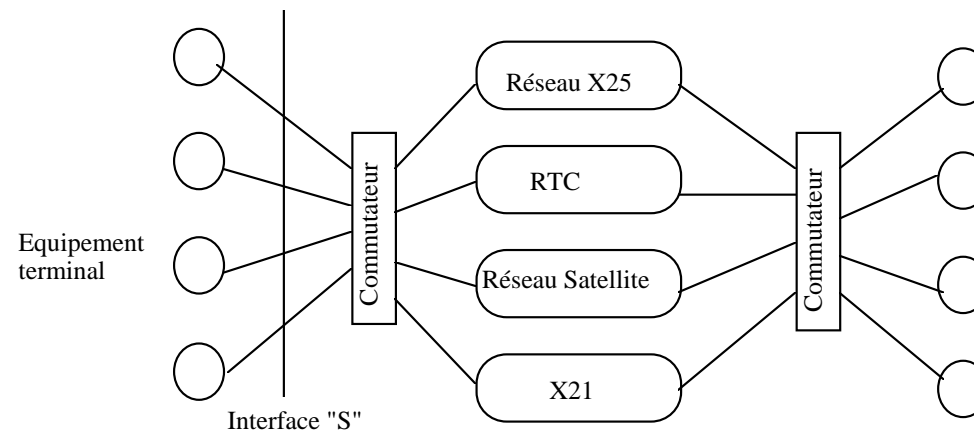 Réseau X25
RTC
Commutateur
Commutateur
Equipement
terminal
Réseau Satellite
X21
Interface "S"